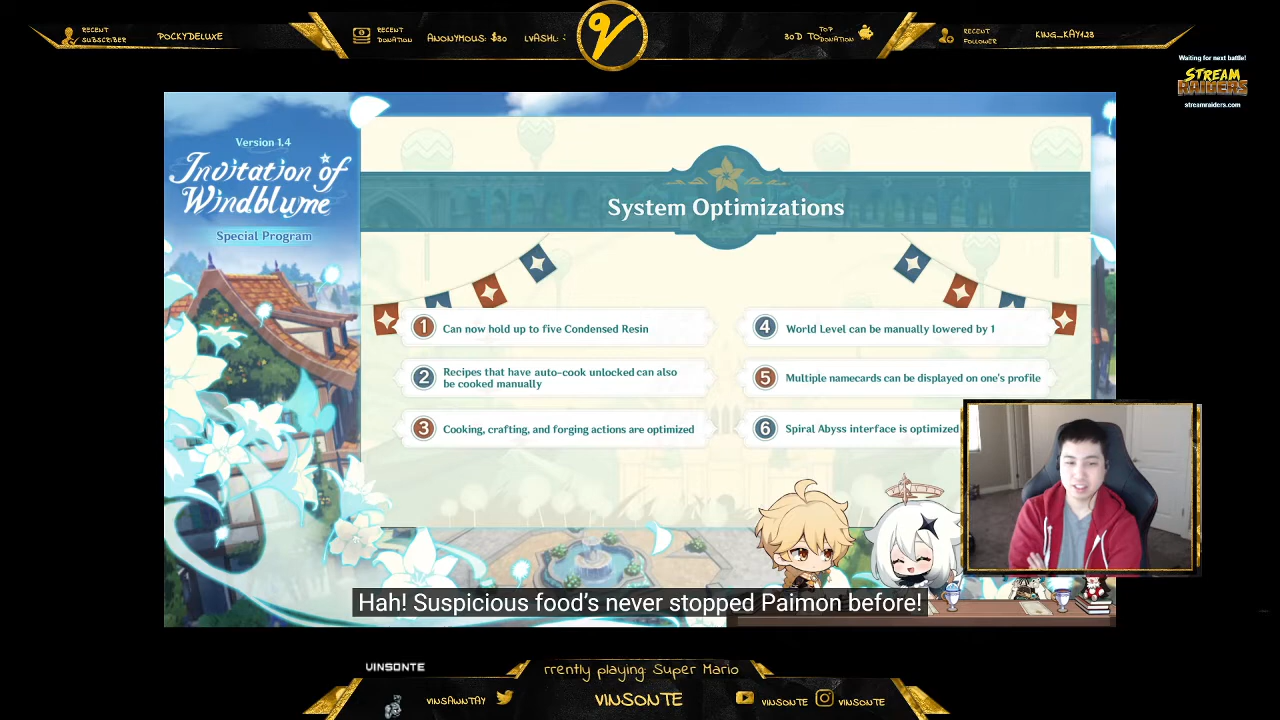 RECENT
SUBSCRIBER
POCKYDELUXE
RECENT
DONATION
ANONYMOUS: $30
LVASHL:
30D TO
TOP
DONATION
RECENT
FOLLOWER
KING_KAY123
Waiting for next battle!
STREAM
RAIDERS
streamraiders.com
Version 1.4
Invitation of
Windblume
Special Program
System Optimizations
1 Can now hold up to five Condensed Resin
2 Recipes that have auto-cook unlocked can also
be cooked manually
3 Cooking, crafting, and forging actions are optimized
4 World Level can be manually lowered by 1
5 Multiple namecards can be displayed on one's profile
6 Spiral Abyss interface is optimized
Hah! Suspicious food's never stopped Paimon before!
VINSONTE
rrently playing: Super Mario
VINSAWNTAY
VINSONTE
VINSONTE
VINSONTE